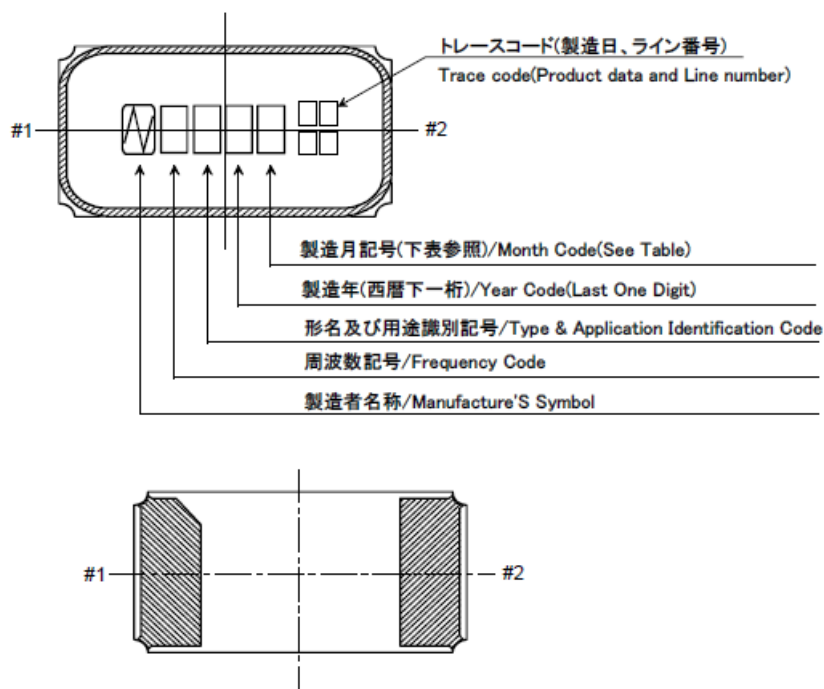 トレースコード(製造日、ライン番号)
Trace code(Product data and Line number)
#1
#2
製造月記号(下表参照)/Month Code(See Table)
製造年(西暦下一桁)/Year Code(Last One Digit)
形名及び用途識別記号/Type & Application Identification Code
周波数記号/Frequency Code
製造者名称/Manufacture'S Symbol
#1
#2